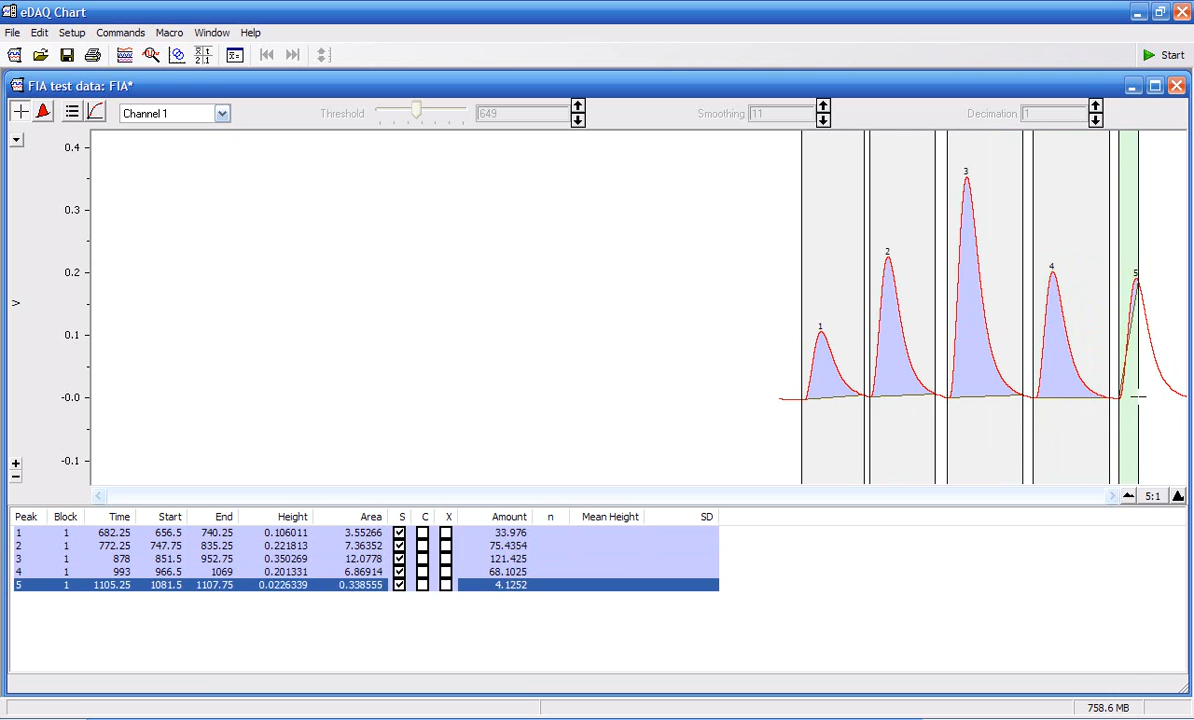 eDAQ Chart
File Edit Setup Commands Macro Window Help
Start
FIA test data: FIA*
Channel 1 Threshold 649 Smoothing 11 Decimation 1
0.4
0.3
0.2
0.1
-0.0
-0.1
V
1 2 3 4 5
5:1
Peak Block Time Start End Height Area S C X Amount n Mean Height SD
1 1 682.25 656.5 740.25 0.106011 3.55266 33.976
2 1 772.25 747.75 835.25 0.221813 7.36352 75.4354
3 1 878 851.5 952.75 0.350269 12.0778 121.425
4 1 993 966.5 1069 0.201331 6.86914 68.1025
5 1 1105.25 1081.5 1107.75 0.0226339 0.338555 4.1252
758.6 MB